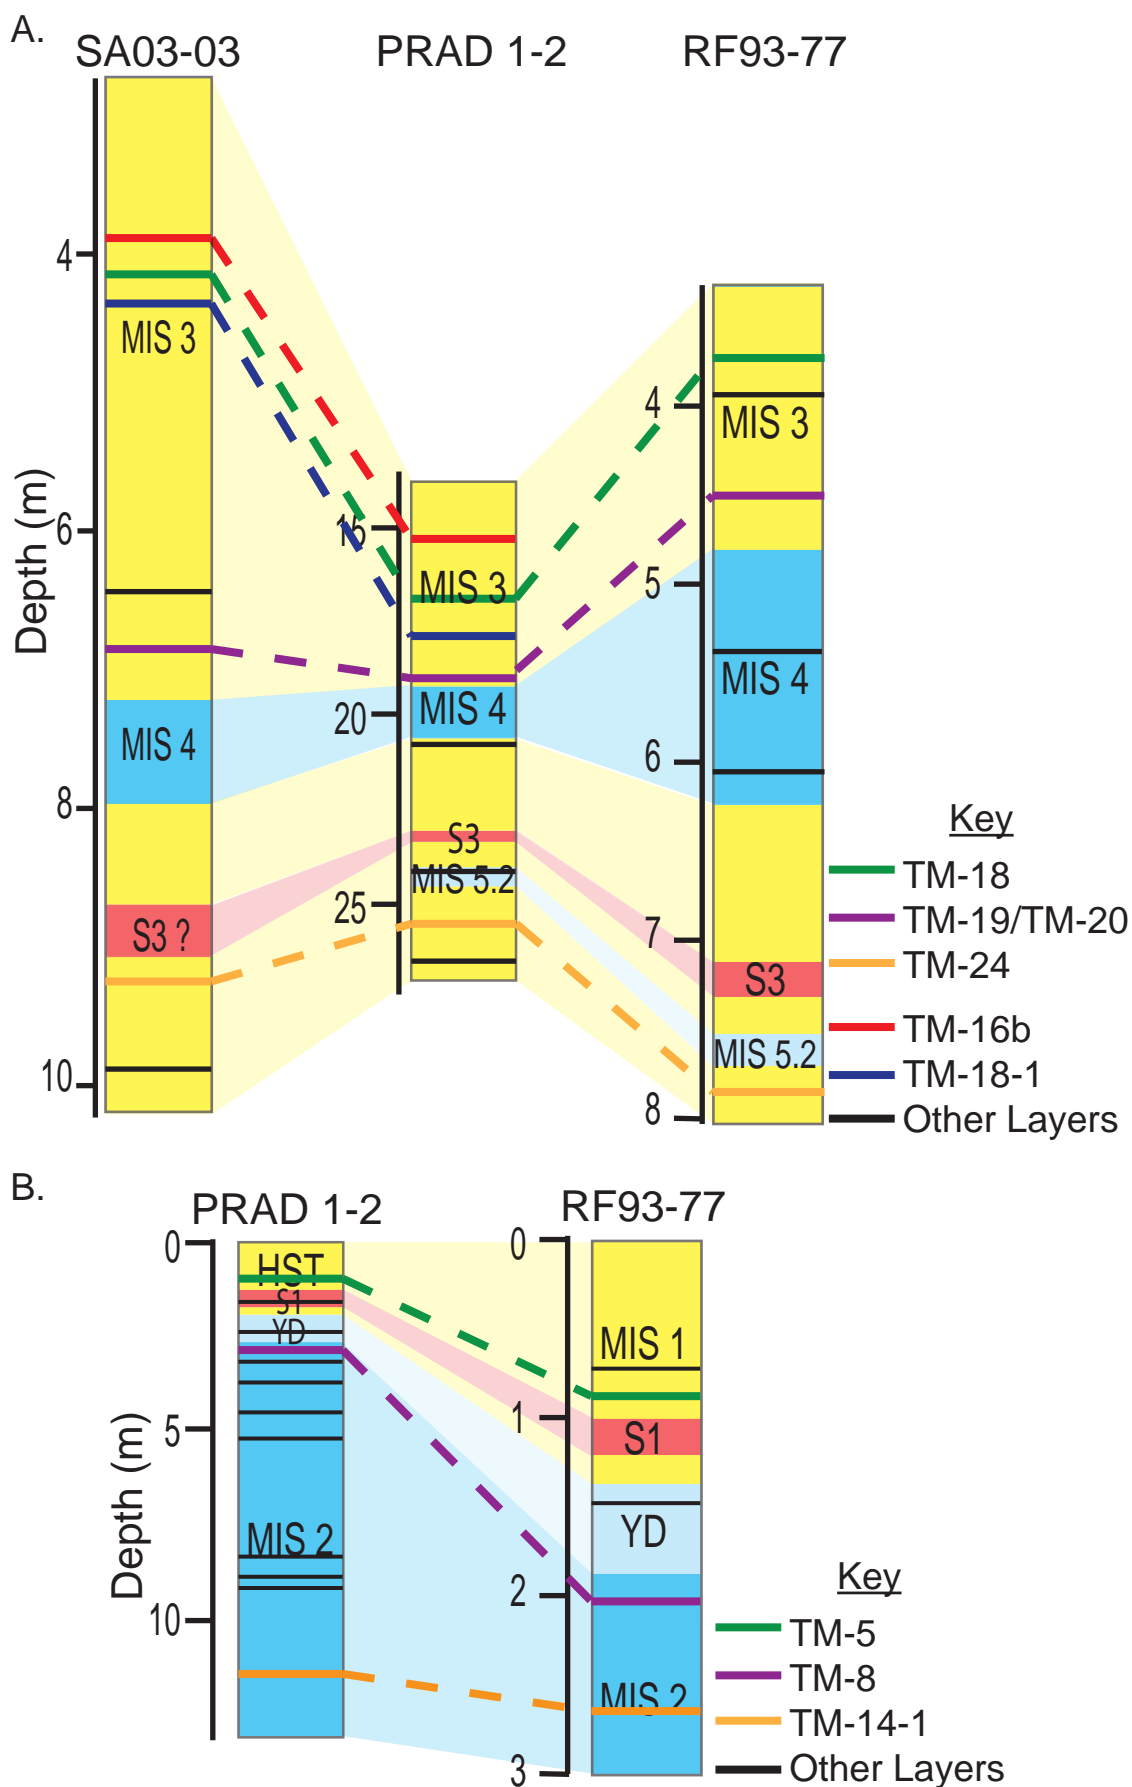 A.
SA03-03
PRAD 1-2
RF93-77
Depth (m)
4
6
8
10
MIS 3
MIS 4
S3 ?
15
20
25
MIS 3
MIS 4
S3
MIS 5.2
4
5
6
7
8
MIS 3
MIS 4
S3
MIS 5.2
Key
TM-18
TM-19/TM-20
TM-24
TM-16b
TM-18-1
Other Layers
B.
PRAD 1-2
RF93-77
Depth (m)
0
5
10
HST
S1
YD
MIS 2
0
1
2
3
MIS 1
S1
YD
MIS 2
Key
TM-5
TM-8
TM-14-1
Other Layers